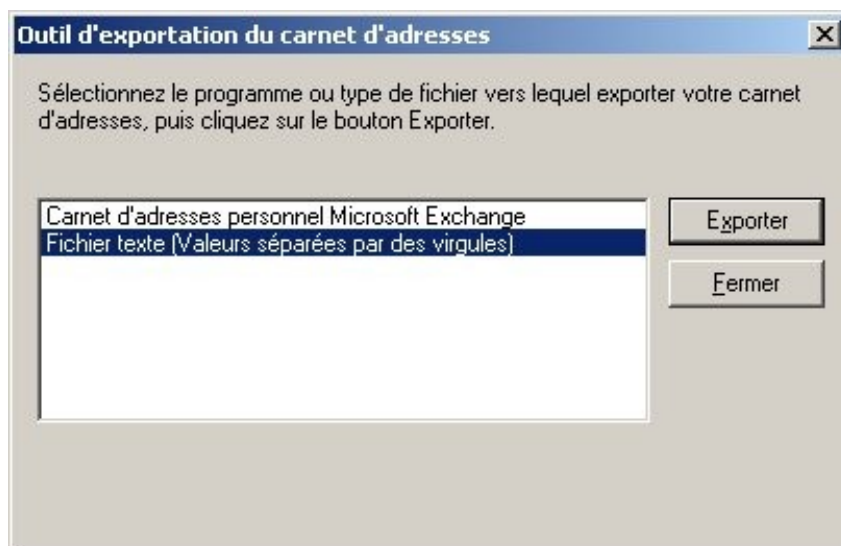 Outil d'exportation du carnet d'adresses
Sélectionnez le programme ou type de fichier vers lequel exporter votre carnet
d'adresses, puis cliquez sur le bouton Exporter.
Carnet d'adresses personnel Microsoft Exchange
Fichier texte (Valeurs séparées par des virgules)
Exporter
Fermer